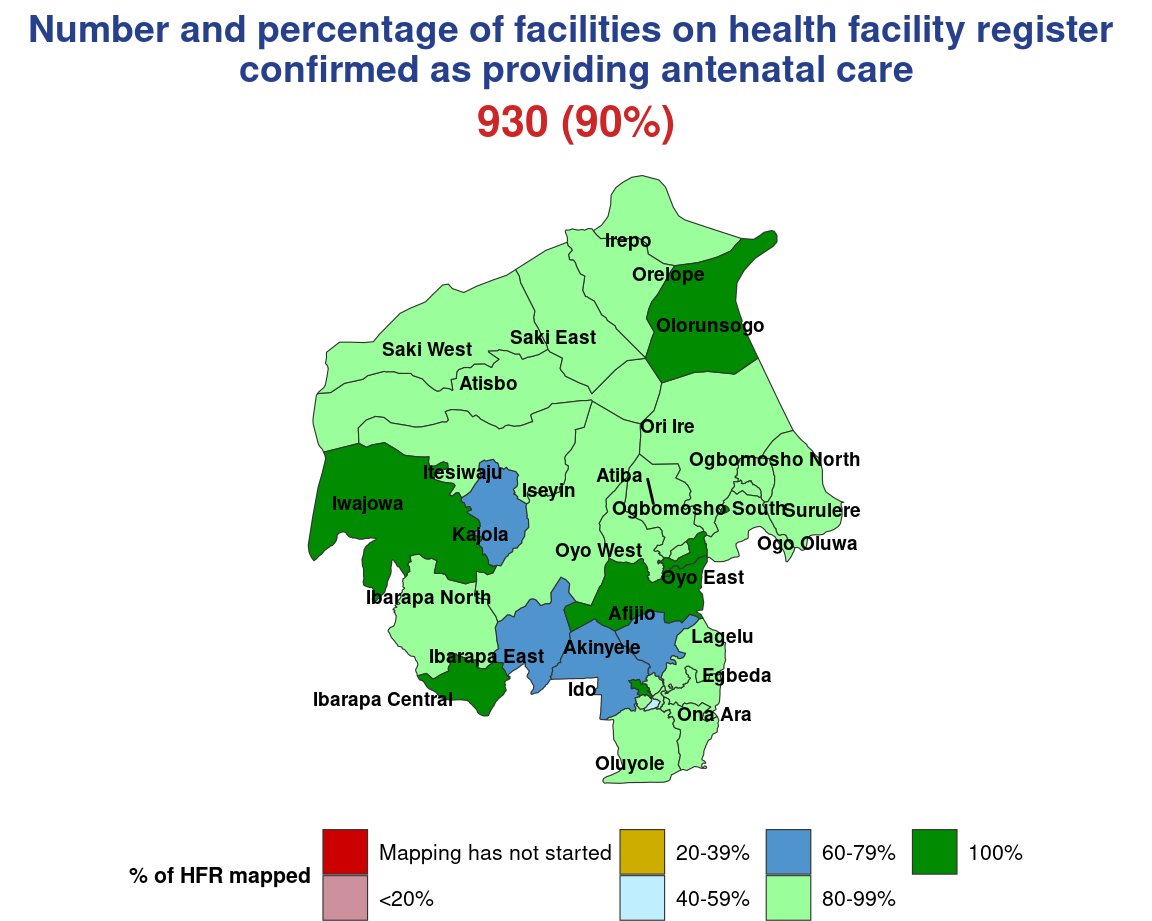 Number and percentage of facilities on health facility register
confirmed as providing antenatal care
930 (90%)
Irepo
Orelope
Olorunsogo
Saki East
Saki West
Atisbo
Ori Ire
Ogbomosho North
Itesiwaju
Atiba
Iseyin
Iwajowa
Ogbomosho South
Surulere
Kajola
Ogo Oluwa
Oyo West
Oyo East
Ibarapa North
Afijio
Lagelu
Akinyele
Ibarapa East
Egbeda
Ido
Ibarapa Central
Ona Ara
Oluyole
% of HFR mapped
Mapping has not started
<20%
20-39%
40-59%
60-79%
80-99%
100%